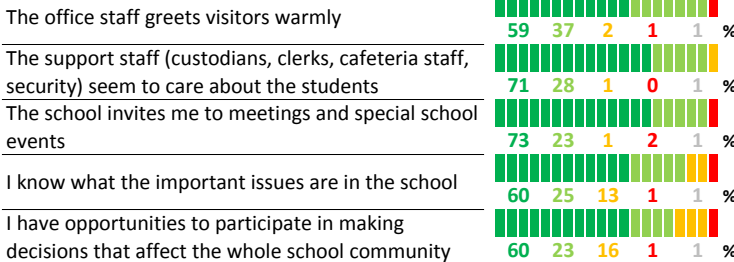 The office staff greets visitors warmly
59 37 2 1 1 %
The support staff (custodians, clerks, cafeteria staff,
security) seem to care about the students
71 28 1 0 1 %
The school invites me to meetings and special school
events
73 23 1 2 1 %
I know what the important issues are in the school
60 25 13 1 1 %
I have opportunities to participate in making
decisions that affect the whole school community
60 23 16 1 1 %